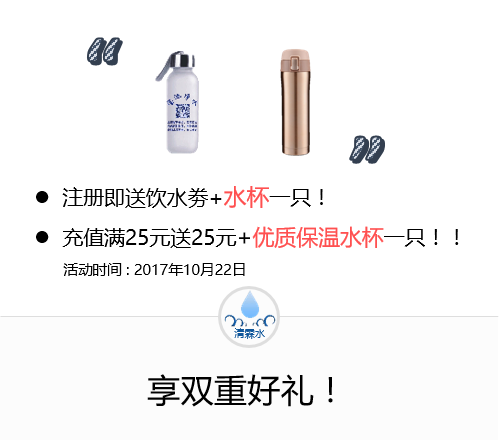 注册即送饮水劵+水杯一只！
充值满25元送25元+优质保温水杯一只！！
活动时间：2017年10月22日
清霖水
享双重好礼！